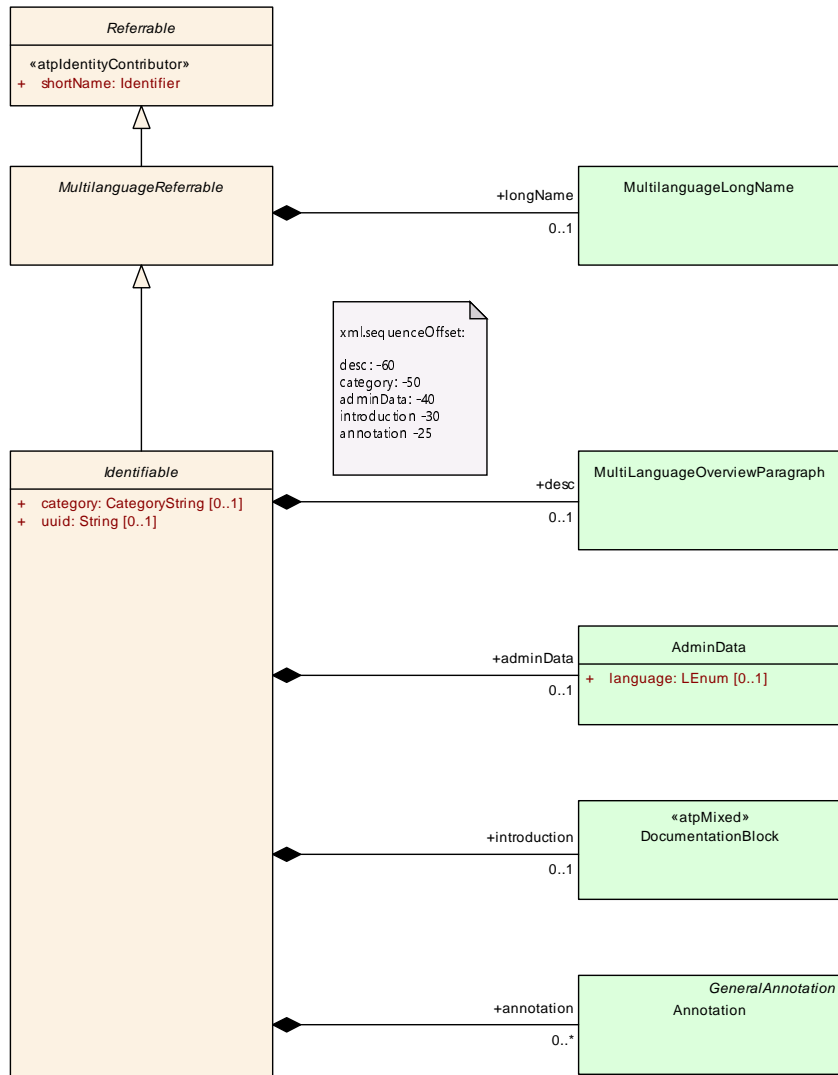 Referrable
«atpIdentityContributor»
+ shortName: Identifier
MultilanguageReferrable
+longName
0..1
MultilanguageLongName
xml.sequenceOffset:
desc: -60
category: -50
adminData: -40
introduction -30
annotation -25
Identifiable
+ category: CategoryString [0..1]
+ uuid: String [0..1]
+desc
0..1
MultiLanguageOverviewParagraph
+adminData
0..1
AdminData
+ language: LEnum [0..1]
+introduction
0..1
«atpMixed»
DocumentationBlock
+annotation
0..*
GeneralAnnotation
Annotation